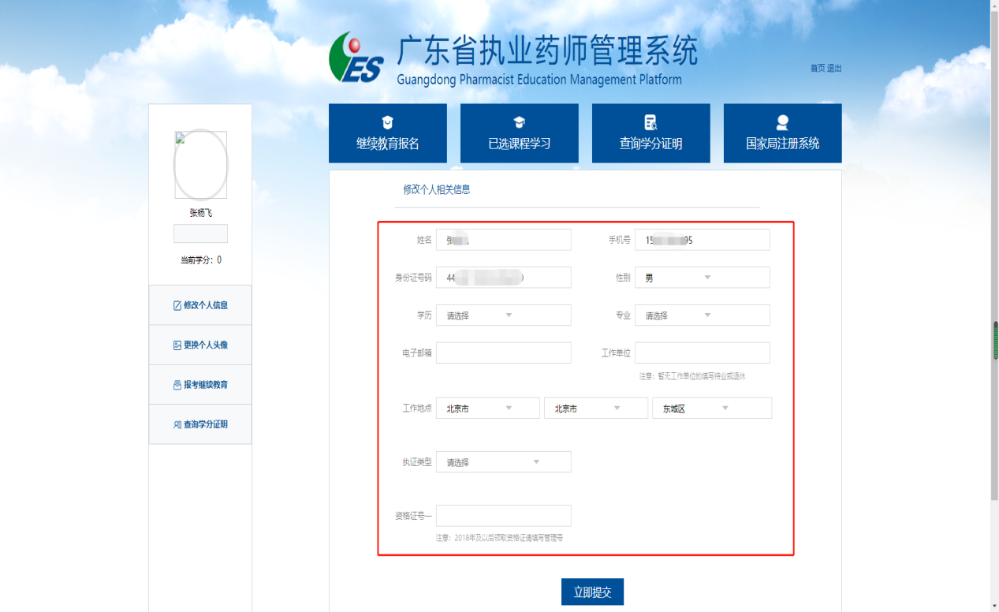 广东省执业药师管理系统
ES
Guangdong Pharmacist Education Management Platform
首页 退出
继续教育报名
已选课程学习
查询学分证明
国家局注册系统
张杨飞
当前学分：0
修改个人信息
更换个人头像
报考继续教育
查询学分证明
修改个人相关信息
姓名 张
手机号 15 95
身份证号码 44
性别 男
学历 请选择
专业 请选择
电子邮箱
工作单位
注意：暂无工作单位的填写待业或退休
工作地点 北京市 北京市 东城区
执证类型 请选择
资格证号一
注意：2018年及以后领取资格证请填写管理号
立即提交